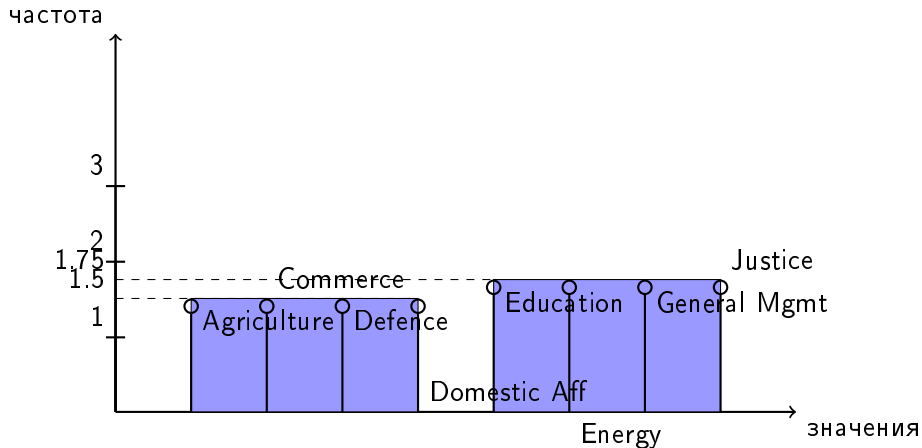 частота
3
2
1.75
1.5
1
Commerce
Justice
Agriculture
Defence
Education
General Mgmt
Domestic Aff
Energy
значения